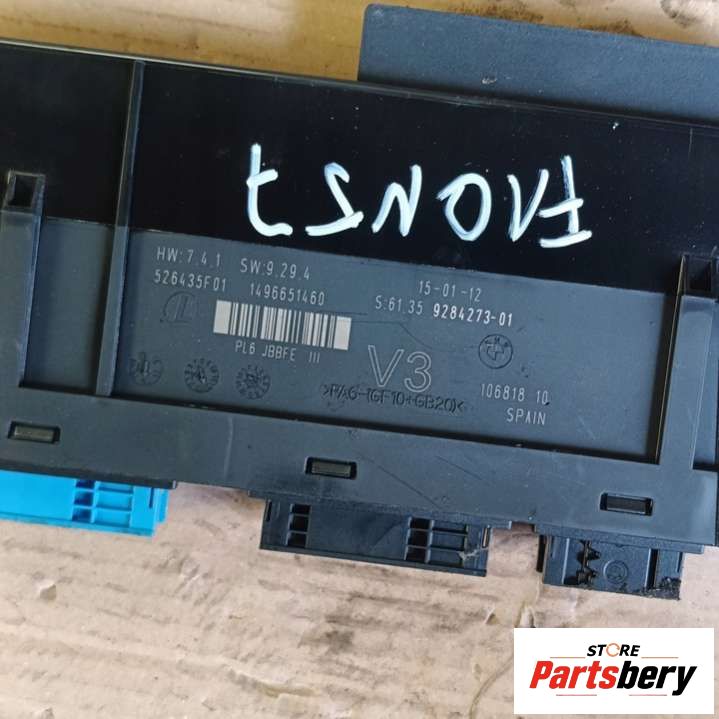 FAONSJ
HW:7.4.1 SW:9.29.4
526435F01 1496651460
PL6 JBBFE III
15-01-12
S:61.35 9284273-01
V3
>PA6-(GF10+GB20)<
106818 10
SPAIN
STORE
Partsbery